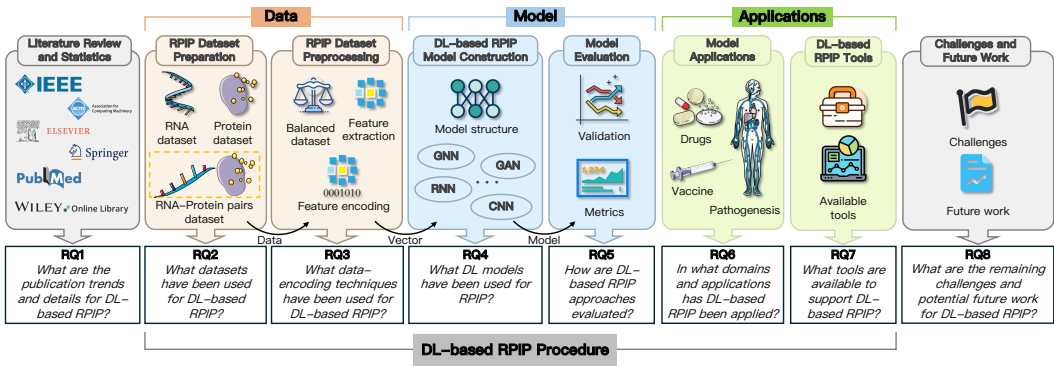 Data
Model
Applications
Literature Review
and Statistics
IEEE
acm
Association for
Computing Machinery
ELSEVIER
Springer
PubMed
WILEY Online Library
RPIP Dataset
Preparation
RNA
dataset
Protein
dataset
RNA-Protein pairs
dataset
RPIP Dataset
Preprocessing
Balanced
dataset
Feature
extraction
0001010
Feature encoding
DL-based RPIP
Model Construction
Model structure
GNN
GAN
RNN
...
CNN
Model
Evaluation
Validation
1,234
Metrics
Model
Applications
Drugs
Vaccine
Pathogenesis
DL-based
RPIP Tools
Available
tools
Challenges and
Future Work
Challenges
Future work
Data
Vector
Model
RQ1
What are the
publication trends
and details for DL-
based RPIP?
RQ2
What datasets
have been used
for DL-based
RPIP?
RQ3
What data-
encoding techniques
have been used for
DL-based RPIP?
RQ4
What DL models
have been used for
RPIP?
RQ5
How are DL-
based RPIP
approaches
evaluated?
RQ6
In what domains
and applications
has DL-based
RPIP been applied?
RQ7
What tools are
available to
support DL-
based RPIP?
RQ8
What are the remaining
challenges and
potential future work
for DL-based RPIP?
DL-based RPIP Procedure